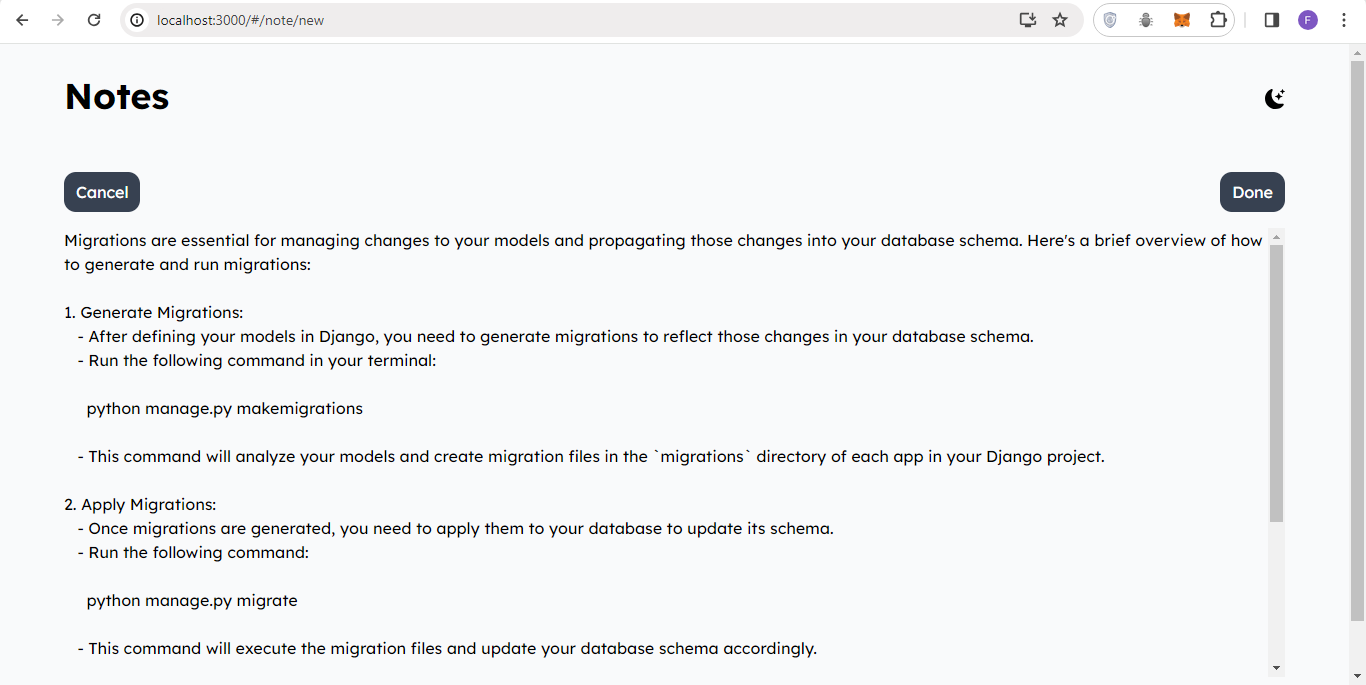 localhost:3000/#/note/new
F
Notes
Cancel
Done
Migrations are essential for managing changes to your models and propagating those changes into your database schema. Here's a brief overview of how
to generate and run migrations:
1. Generate Migrations:
- After defining your models in Django, you need to generate migrations to reflect those changes in your database schema.
- Run the following command in your terminal:
python manage.py makemigrations
- This command will analyze your models and create migration files in the `migrations` directory of each app in your Django project.
2. Apply Migrations:
- Once migrations are generated, you need to apply them to your database to update its schema.
- Run the following command:
python manage.py migrate
- This command will execute the migration files and update your database schema accordingly.